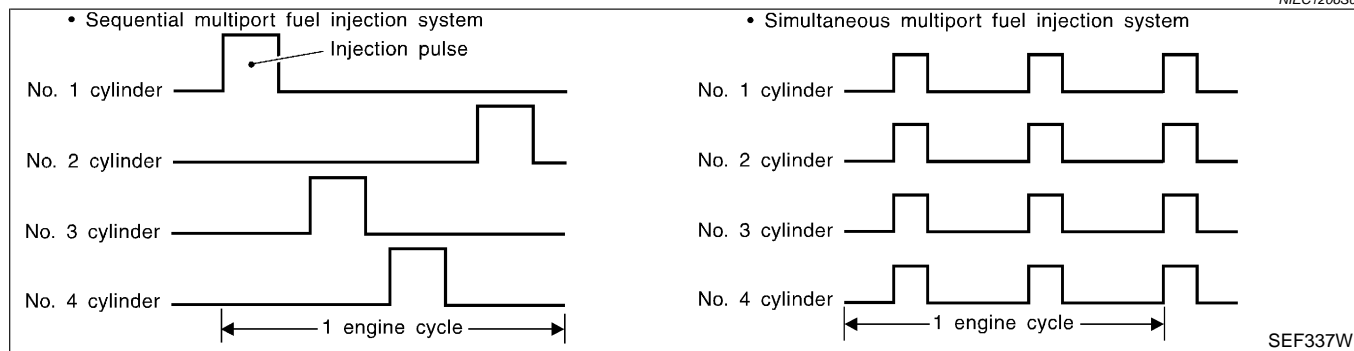 • Sequential multiport fuel injection system
Injection pulse
No. 1 cylinder
No. 2 cylinder
No. 3 cylinder
No. 4 cylinder
1 engine cycle
• Simultaneous multiport fuel injection system
No. 1 cylinder
No. 2 cylinder
No. 3 cylinder
No. 4 cylinder
1 engine cycle
SEF337W